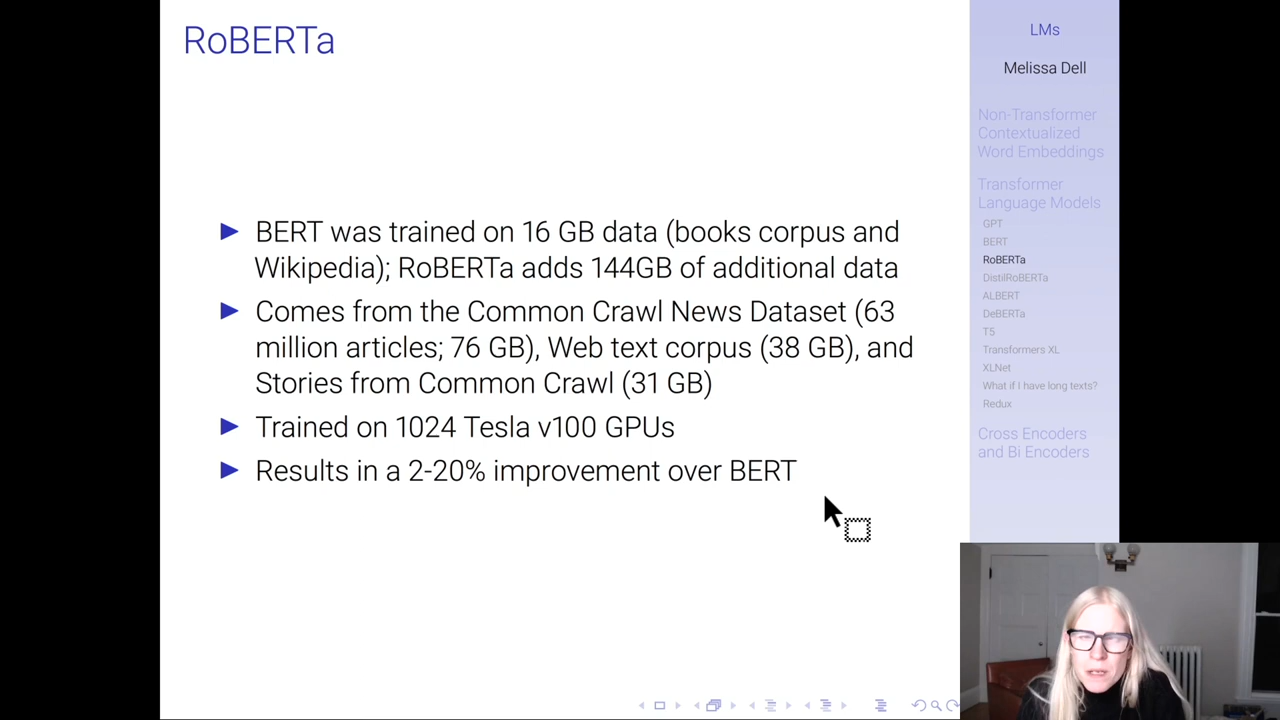 RoBERTa
BERT was trained on 16 GB data (books corpus and
Wikipedia); RoBERTa adds 144GB of additional data
Comes from the Common Crawl News Dataset (63
million articles; 76 GB), Web text corpus (38 GB), and
Stories from Common Crawl (31 GB)
Trained on 1024 Tesla v100 GPUs
Results in a 2-20% improvement over BERT
LMs
Melissa Dell
Non-Transformer
Contextualized
Word Embeddings
Transformer
Language Models
GPT
BERT
RoBERTa
DistilRoBERTa
ALBERT
DeBERTa
T5
Transformers XL
XLNet
What if I have long texts?
Redux
Cross Encoders
and Bi Encoders